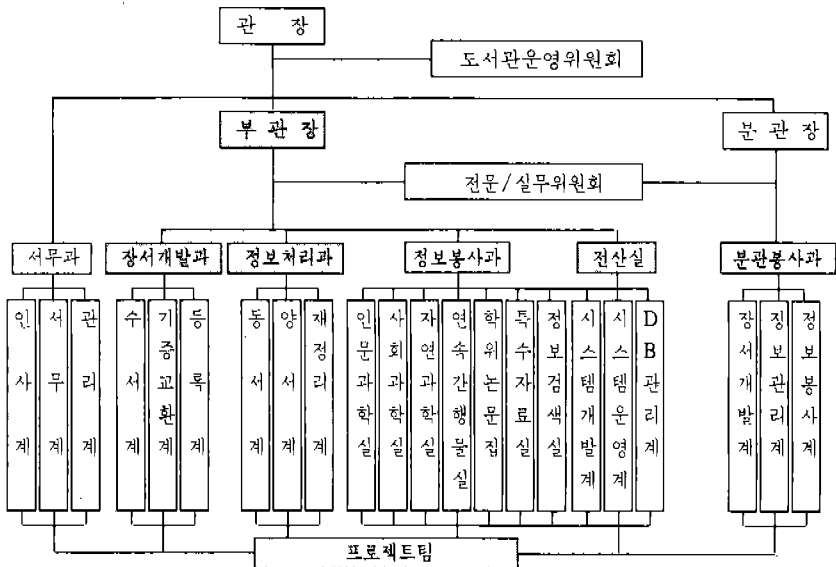 관 장
도서관운영위원회
부 관 장
분 관 장
전문/실무위원회
서무과
장서개발과
정보처리과
정보봉사과
전산실
분관봉사과
인사계
서무계
관리계
수서계
기증교환계
등록계
동서계
양서계
재정리계
인문과학실
사회과학실
자연과학실
연속간행물실
학위논문집
특수자료실
정보검색실
시스템개발계
시스템운영계
DB관리계
장서개발계
정보관리계
정보봉사계
프로젝트팀